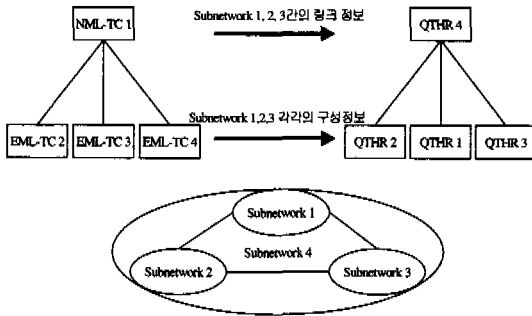 NML-TC 1
Subnetwork 1, 2, 3간의 링크 정보
QTHR 4
EML-TC 2
EML-TC 3
EML-TC 4
Subnetwork 1,2,3 각각의 구성정보
QTHR 2
QTHR 1
QTHR 3
Subnetwork 1
Subnetwork 4
Subnetwork 2
Subnetwork 3